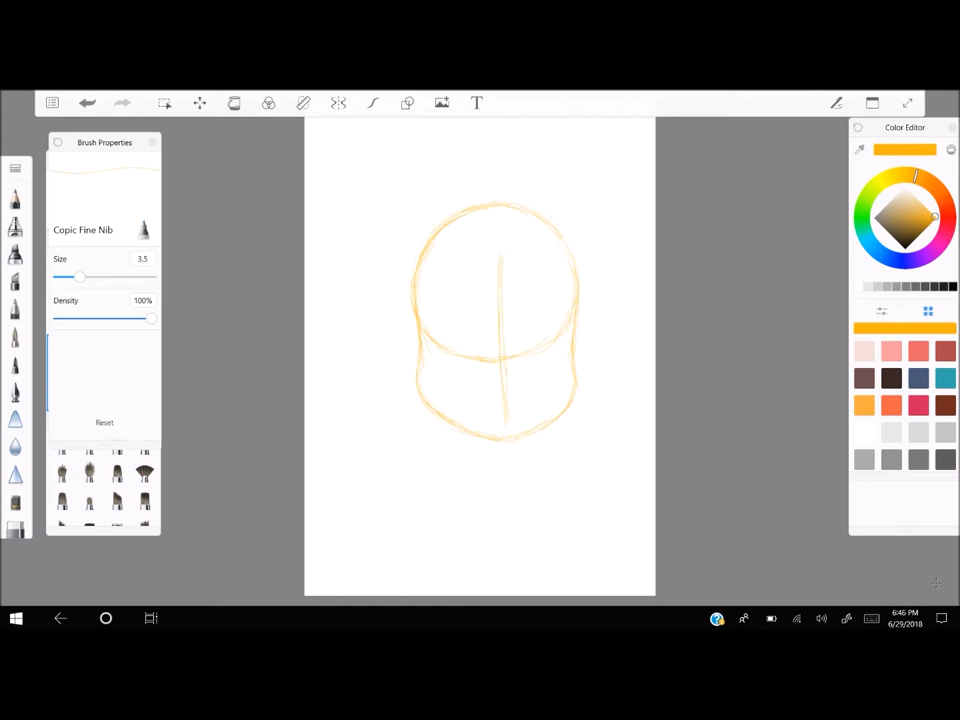 T
Brush Properties
Color Editor
Copic Fine Nib
Size 3.5
Density 100%
Reset
6:46 PM
6/29/2018